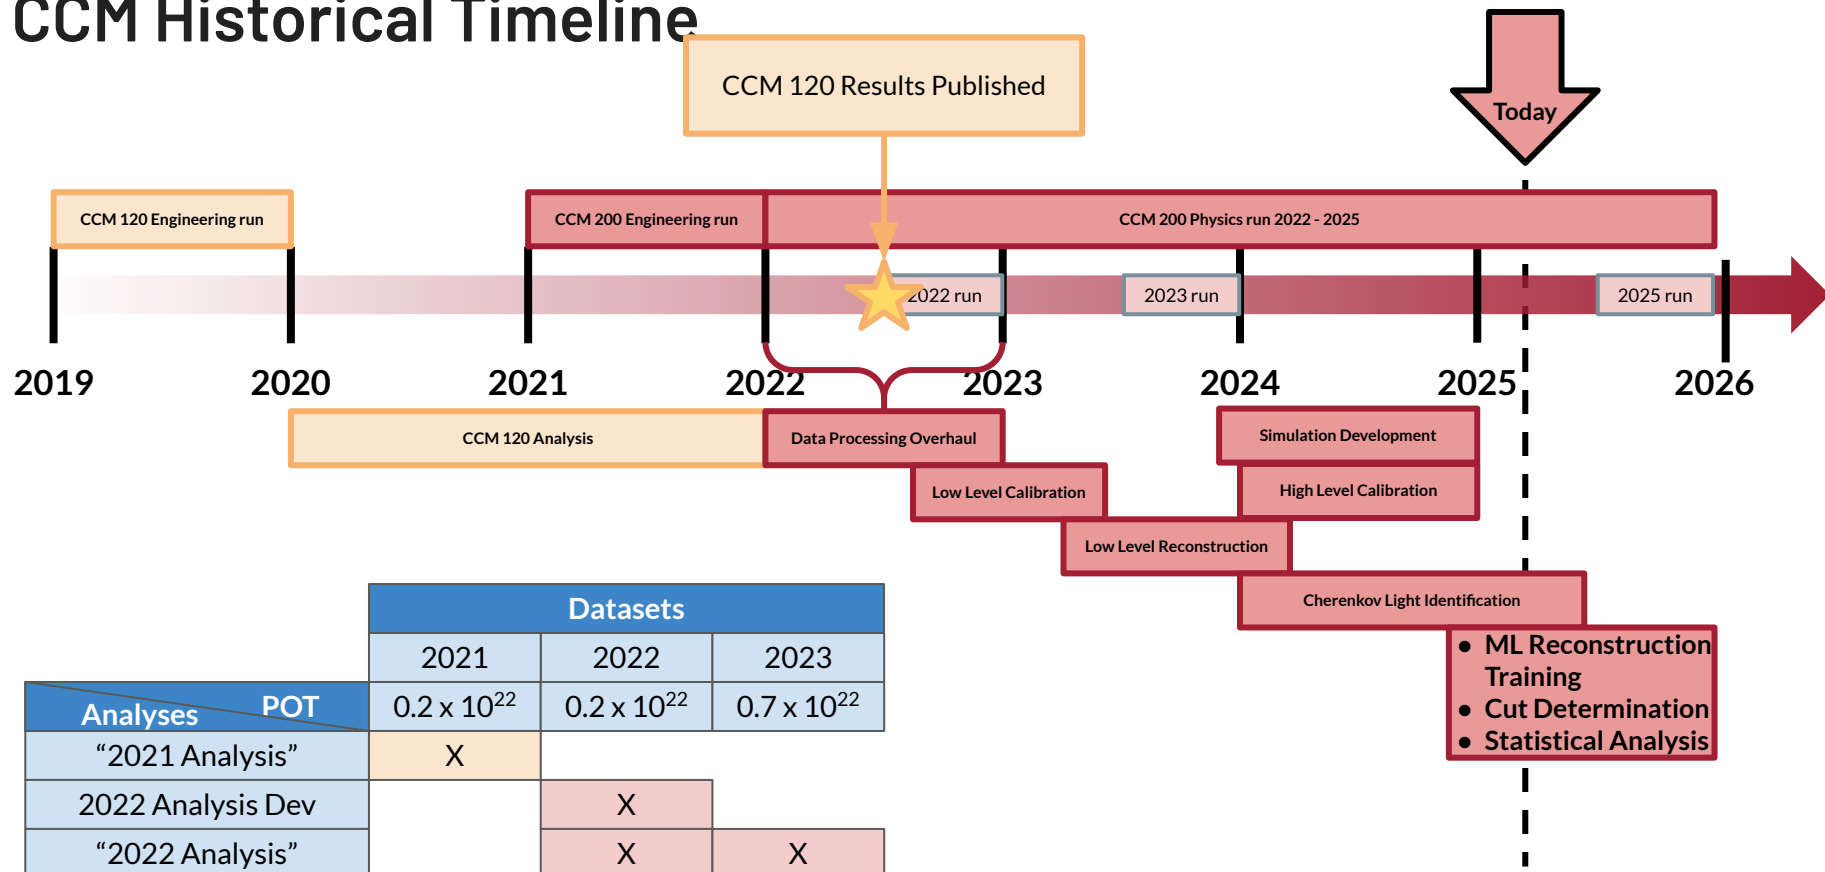 CCM Historical Timeline
CCM 120 Results Published
Today
CCM 120 Engineering run
CCM 200 Engineering run
CCM 200 Physics run 2022 - 2025
2022 run
2023 run
2025 run
2019
2020
2021
2022
2023
2024
2025
2026
CCM 120 Analysis
Data Processing Overhaul
Simulation Development
Low Level Calibration
High Level Calibration
Low Level Reconstruction
Cherenkov Light Identification
● ML Reconstruction
Training
● Cut Determination
● Statistical Analysis
Datasets
2021 2022 2023
Analyses POT 0.2 x 10²² 0.2 x 10²² 0.7 x 10²²
“2021 Analysis” X
2022 Analysis Dev X
“2022 Analysis” X X